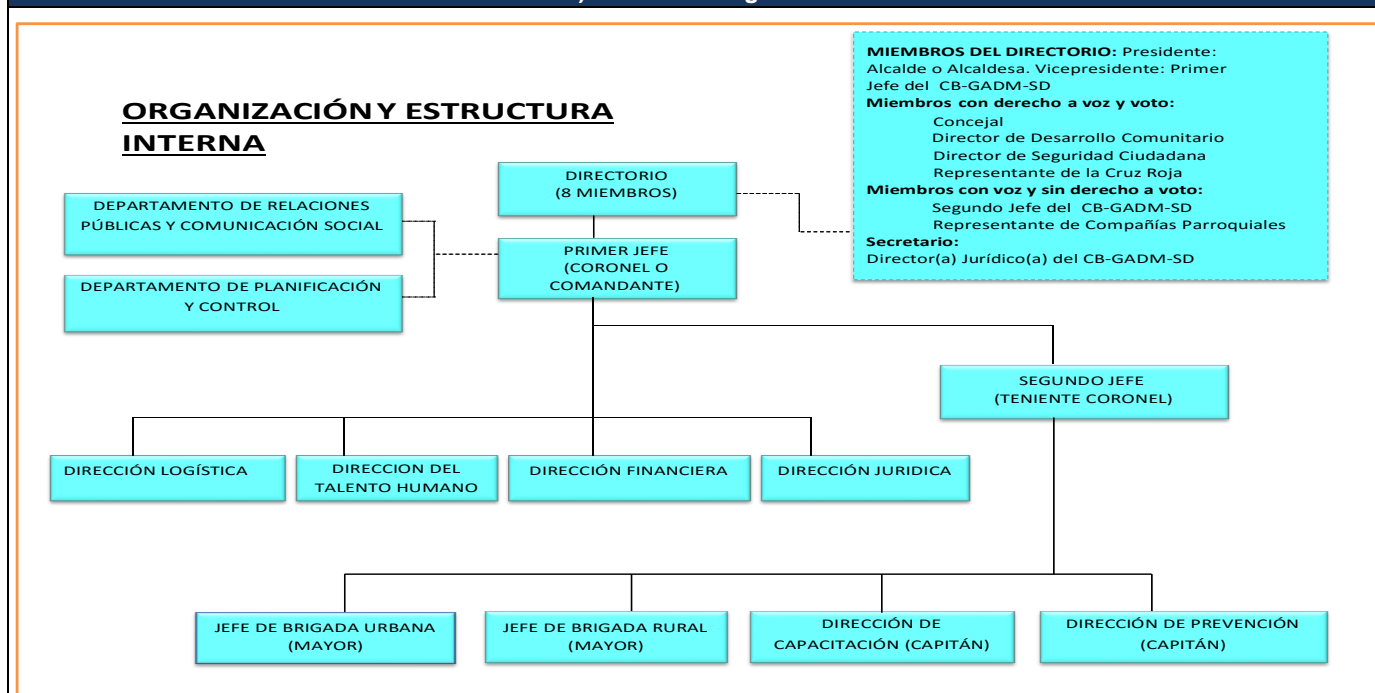 ORGANIZACIÓN Y ESTRUCTURA
INTERNA
MIEMBROS DEL DIRECTORIO: Presidente:
Alcalde o Alcaldesa. Vicepresidente: Primer
Jefe del CB-GADM-SD
Miembros con derecho a voz y voto:
Concejal
Director de Desarrollo Comunitario
Director de Seguridad Ciudadana
Representante de la Cruz Roja
Miembros con voz y sin derecho a voto:
Segundo Jefe del CB-GADM-SD
Representante de Compañías Parroquiales
Secretario:
Director(a) Jurídico(a) del CB-GADM-SD
DIRECTORIO
(8 MIEMBROS)
DEPARTAMENTO DE RELACIONES
PÚBLICAS Y COMUNICACIÓN SOCIAL
PRIMER JEFE
(CORONEL O
COMANDANTE)
DEPARTAMENTO DE PLANIFICACIÓN
Y CONTROL
SEGUNDO JEFE
(TENIENTE CORONEL)
DIRECCIÓN LOGÍSTICA
DIRECCION DEL
TALENTO HUMANO
DIRECCIÓN FINANCIERA
DIRECCIÓN JURIDICA
JEFE DE BRIGADA URBANA
(MAYOR)
JEFE DE BRIGADA RURAL
(MAYOR)
DIRECCIÓN DE
CAPACITACIÓN (CAPITÁN)
DIRECCIÓN DE PREVENCIÓN
(CAPITÁN)